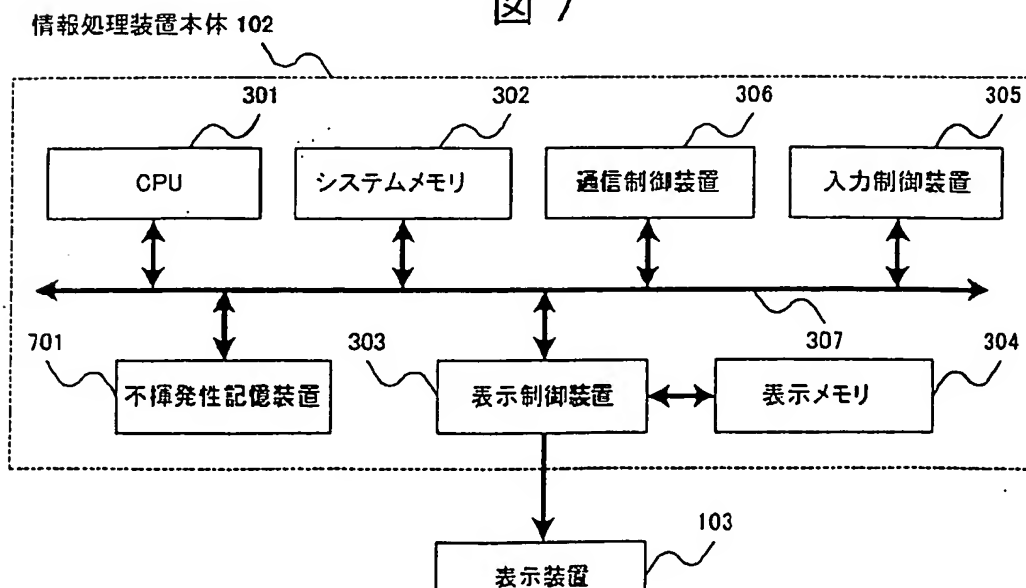 図 7
情報処理装置本体 102
301 302 306 305
CPU システムメモリ 通信制御装置 入力制御装置
701 303 307 304
不揮発性記憶装置 表示制御装置 表示メモリ
103
表示装置